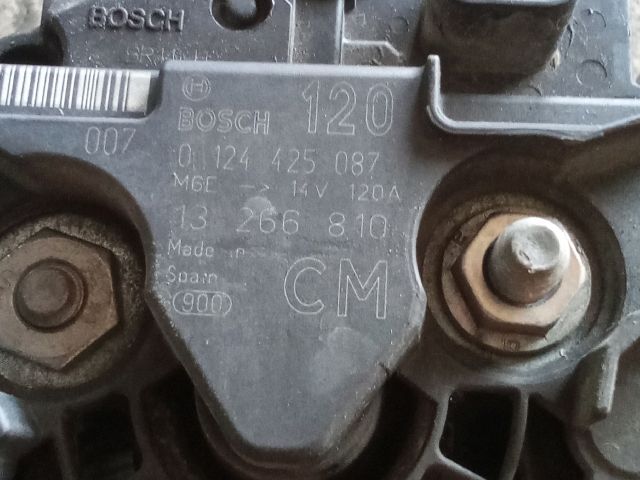 BOSCH
BOSCH 120
007
0 124 425 087
M6E -> 14V 120A
13 266 810
Made in
Spain
900
CM